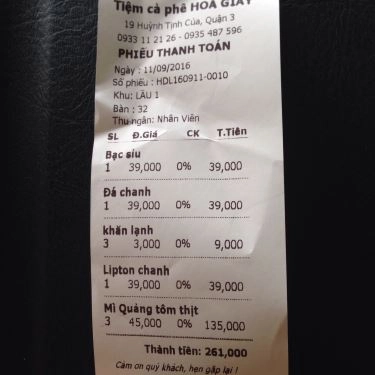 Tiệm cà phê HOA GIẤY
19 Huỳnh Tịnh Của, Quận 3
0933 11 21 26 - 0935 487 596
PHIẾU THANH TOÁN
Ngày : 11/09/2016
Số phiếu : HDL160911-0010
Khu: LẦU 1
Bàn : 32
Thu ngân: Nhân Viên
SL Đ.Giá CK T.Tiền
Bạc sỉu
1 39,000 0% 39,000
Đá chanh
1 39,000 0% 39,000
khăn lạnh
3 3,000 0% 9,000
Lipton chanh
1 39,000 0% 39,000
Mì Quảng tôm thịt
3 45,000 0% 135,000
Thành tiền: 261,000
Cảm ơn quý khách, hẹn gặp lại !